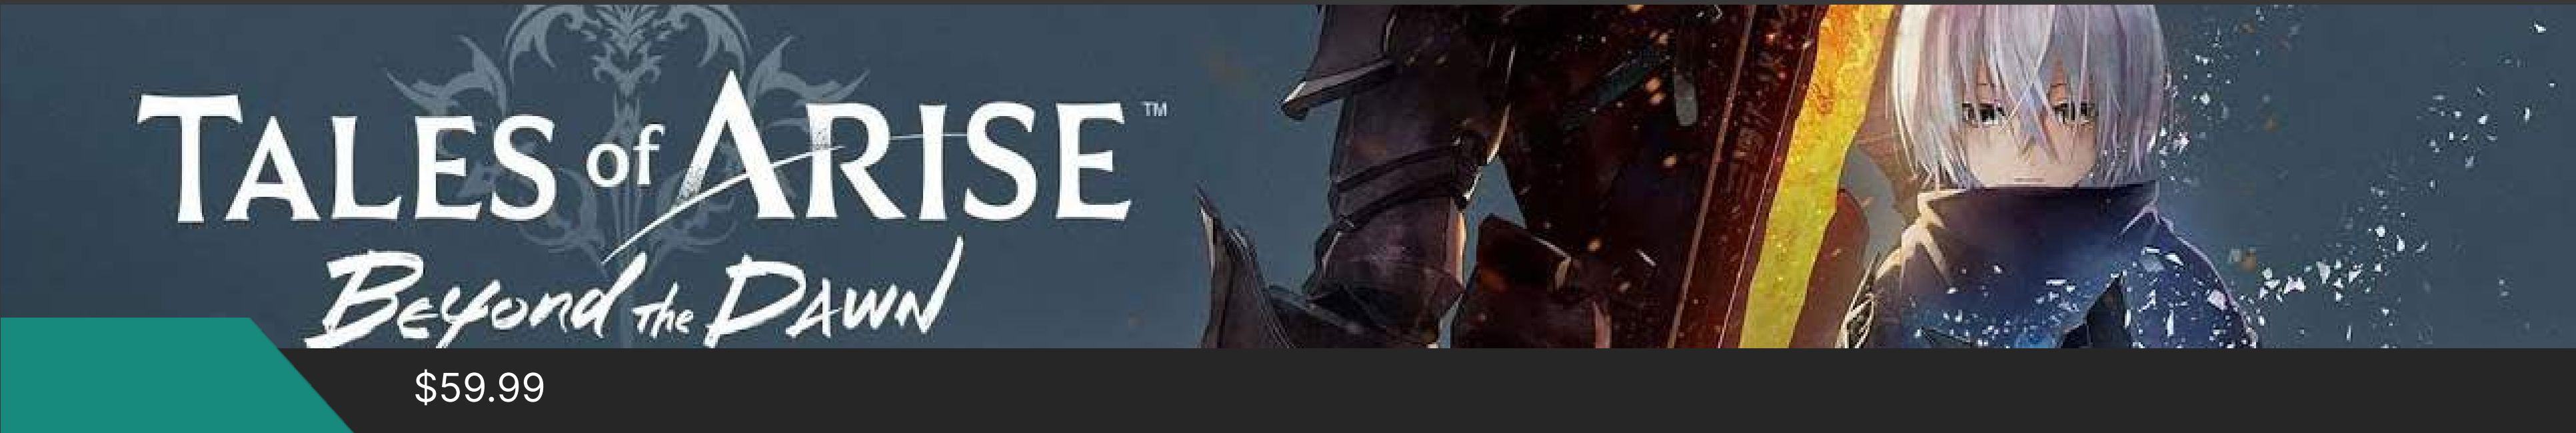 TALES of ARISE™
BEYOND the DAWN
$59.99